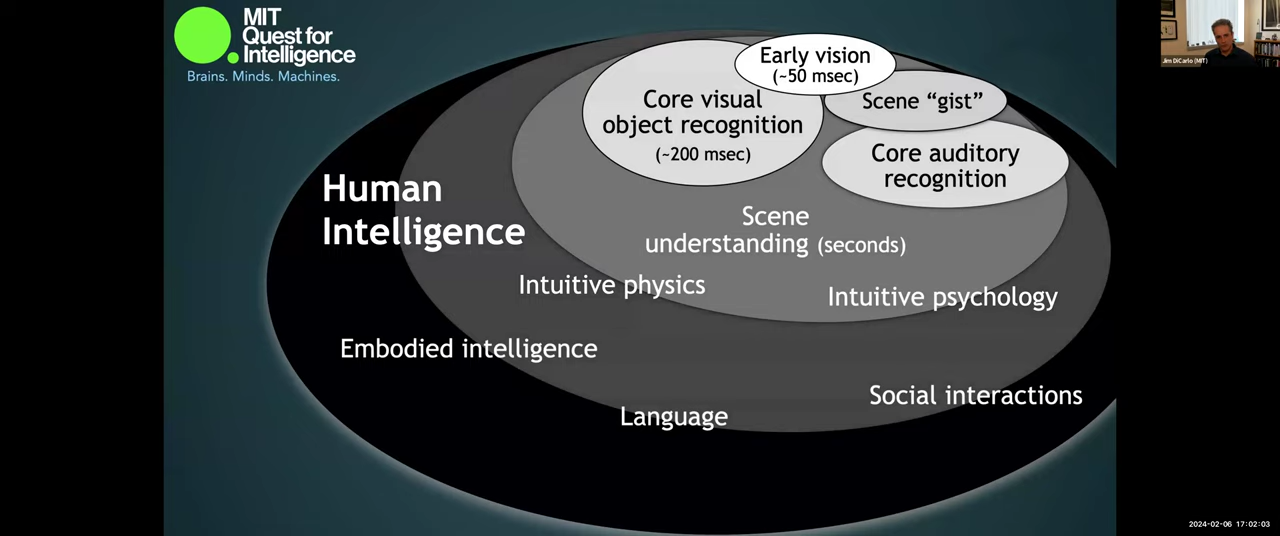 MIT
Quest for
Intelligence
Brains. Minds. Machines.
Early vision
(~50 msec)
Core visual
object recognition
(~200 msec)
Scene “gist”
Core auditory
recognition
Human
Intelligence
Scene
understanding (seconds)
Intuitive physics
Intuitive psychology
Embodied intelligence
Social interactions
Language
Jim DiCarlo (MIT)
2024-02-06 17:02:03